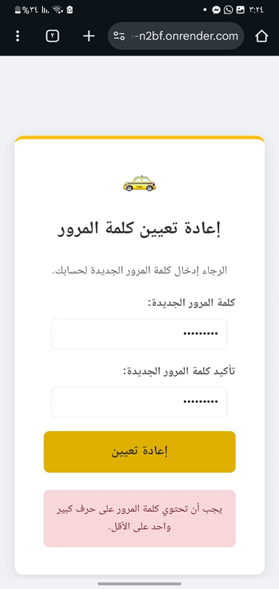 ٣:٢٤
%٣٤
٢
-n2bf.onrender.com
إعادة تعيين كلمة المرور
الرجاء إدخال كلمة المرور الجديدة لحسابك.
كلمة المرور الجديدة:
•••••••••
تأكيد كلمة المرور الجديدة:
•••••••••
إعادة تعيين
يجب أن تحتوي كلمة المرور على حرف كبير
واحد على الأقل.